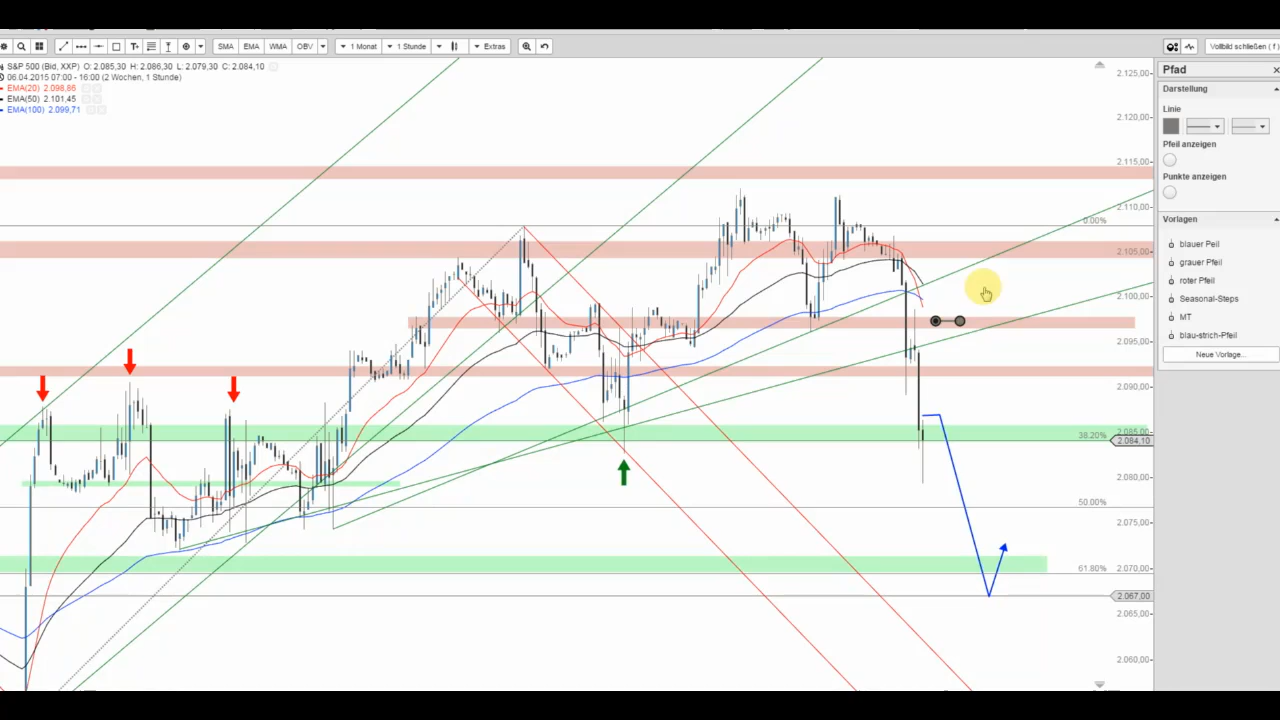 SMA EMA WMA OBV 1 Monat 1 Stunde Extras Vollbild schließen ( f )
S&P 500 (Bid, XXP) O: 2.085,30 H: 2.086,30 L: 2.079,30 C: 2.084,10
06.04.2015 07:00 - 16:00 (2 Wochen, 1 Stunde)
EMA(20) 2.098,86
EMA(50) 2.101,45
EMA(100) 2.099,71
2.125,00
2.120,00
2.115,00
2.110,00
0.00%
2.105,00
2.100,00
2.095,00
2.090,00
2.085,00
38.20%
2.084,10
2.080,00
50.00%
2.075,00
2.070,00
61.80%
2.067,00
2.065,00
2.060,00
Pfad
Darstellung
Linie
Pfeil anzeigen
Punkte anzeigen
Vorlagen
blauer Peil
grauer Pfeil
roter Pfeil
Seasonal-Steps
MT
blau-strich-Pfeil
Neue Vorlage...